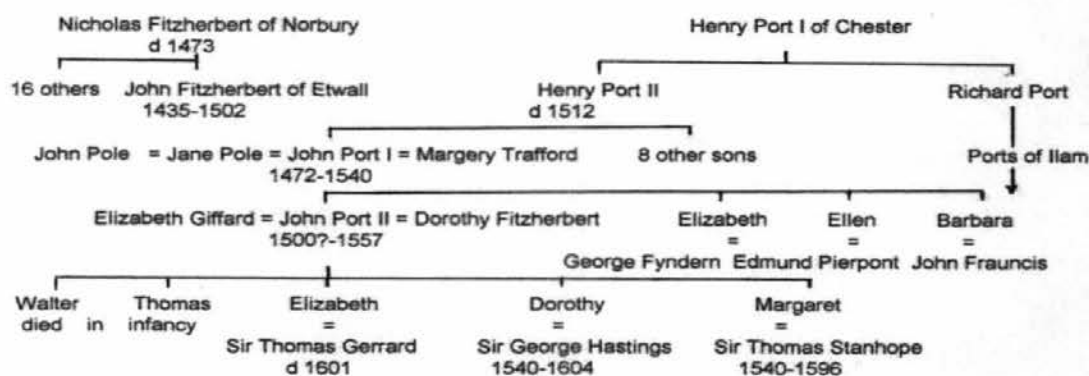 Nicholas Fitzherbert of Norbury Henry Port I of Chester
d 1473
16 others John Fitzherbert of Etwall Henry Port II Richard Port
1435-1502 d 1512
John Pole = Jane Pole = John Port I = Margery Trafford 8 other sons Ports of Ilam
1472-1540
Elizabeth Giffard = John Port II = Dorothy Fitzherbert Elizabeth Ellen Barbara
1500?-1557 = = =
George Fyndern Edmund Pierpont John Frauncis
Walter Thomas Elizabeth Dorothy Margaret
died in infancy = = =
Sir Thomas Gerrard Sir George Hastings Sir Thomas Stanhope
d 1601 1540-1604 1540-1596